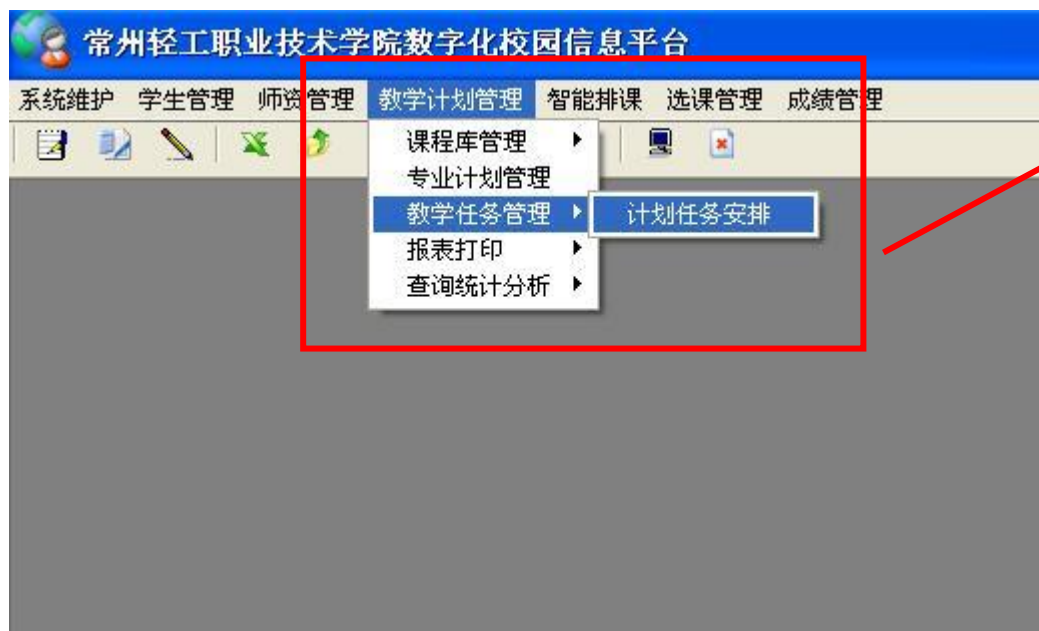 常州轻工职业技术学院数字化校园信息平台
系统维护 学生管理 师资管理 教学计划管理 智能排课 选课管理 成绩管理
课程库管理
专业计划管理
教学任务管理 计划任务安排
报表打印
查询统计分析